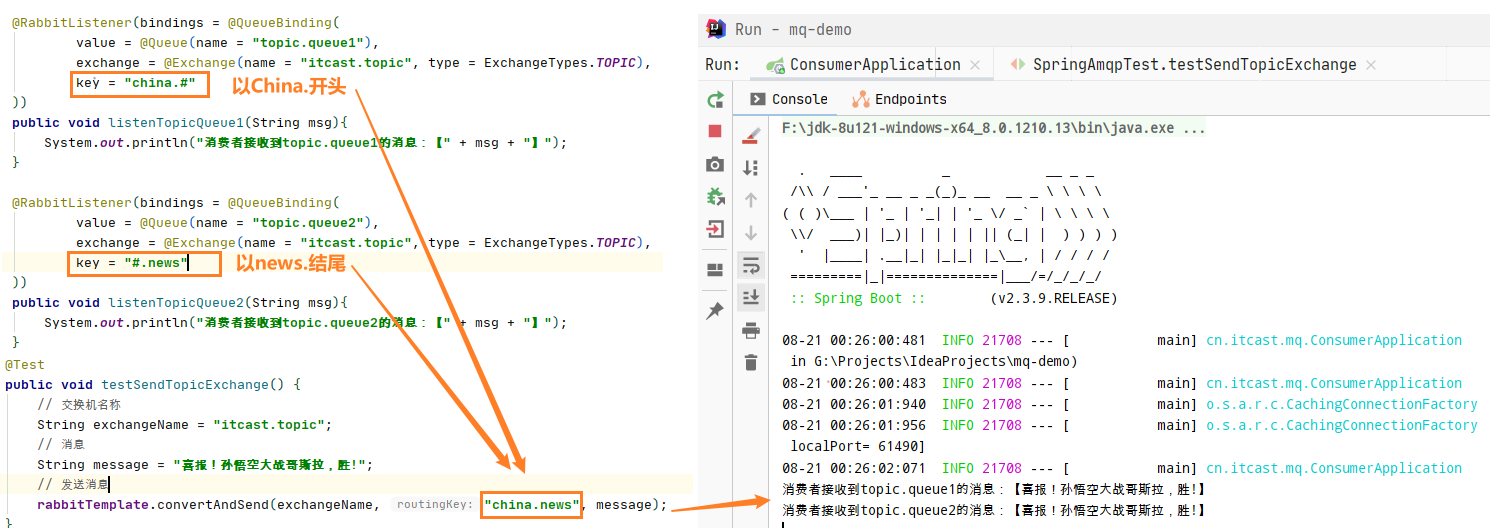 @RabbitListener(bindings = @QueueBinding(
value = @Queue(name = "topic.queue1"),
exchange = @Exchange(name = "itcast.topic", type = ExchangeTypes.TOPIC),
key = "china.#"
以China.开头
))
public void listenTopicQueue1(String msg){
System.out.println("消费者接收到topic.queue1的消息：【" + msg + "】");
}
@RabbitListener(bindings = @QueueBinding(
value = @Queue(name = "topic.queue2"),
exchange = @Exchange(name = "itcast.topic", type = ExchangeTypes.TOPIC),
key = "#.news"
以news.结尾
))
public void listenTopicQueue2(String msg){
System.out.println("消费者接收到topic.queue2的消息：【" + msg + "】");
}
@Test
public void testSendTopicExchange() {
// 交换机名称
String exchangeName = "itcast.topic";
// 消息
String message = "喜报！孙悟空大战哥斯拉，胜!";
// 发送消息
rabbitTemplate.convertAndSend(exchangeName, routingKey: "china.news", message);
}
Run - mq-demo
Run: ConsumerApplication × SpringAmqpTest.testSendTopicExchange ×
Console Endpoints
F:\jdk-8u121-windows-x64_8.0.1210.13\bin\java.exe ...
  .   ____          _            __ _ _
 /\\ / ___'_ __ _ _(_)_ __  __ _ \ \ \ \
( ( )\___ | '_ | '_| | '_ \/ _` | \ \ \ \
 \\/  ___)| |_)| | | | | || (_| |  ) ) ) )
  '  |____| .__|_| |_|_| |_\__, | / / / /
 =========|_|==============|___/=/_/_/_/
:: Spring Boot :: (v2.3.9.RELEASE)
08-21 00:26:00:481 INFO 21708 --- [ main] cn.itcast.mq.ConsumerApplication
in G:\Projects\IdeaProjects\mq-demo)
08-21 00:26:00:483 INFO 21708 --- [ main] cn.itcast.mq.ConsumerApplication
08-21 00:26:01:940 INFO 21708 --- [ main] o.s.a.r.c.CachingConnectionFactory
08-21 00:26:01:956 INFO 21708 --- [ main] o.s.a.r.c.CachingConnectionFactory
localPort= 61490]
08-21 00:26:02:071 INFO 21708 --- [ main] cn.itcast.mq.ConsumerApplication
消费者接收到topic.queue1的消息：【喜报！孙悟空大战哥斯拉，胜!】
消费者接收到topic.queue2的消息：【喜报！孙悟空大战哥斯拉，胜!】